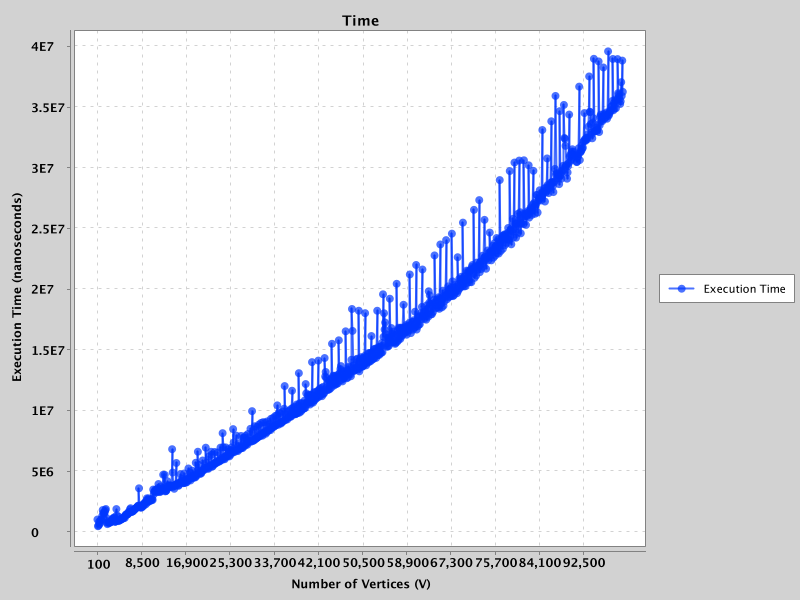 Time
4E7
3.5E7
3E7
2.5E7
2E7
1.5E7
1E7
5E6
0
Execution Time (nanoseconds)
100 8,500 16,900 25,300 33,700 42,100 50,500 58,900 67,300 75,700 84,100 92,500
Number of Vertices (V)
Execution Time